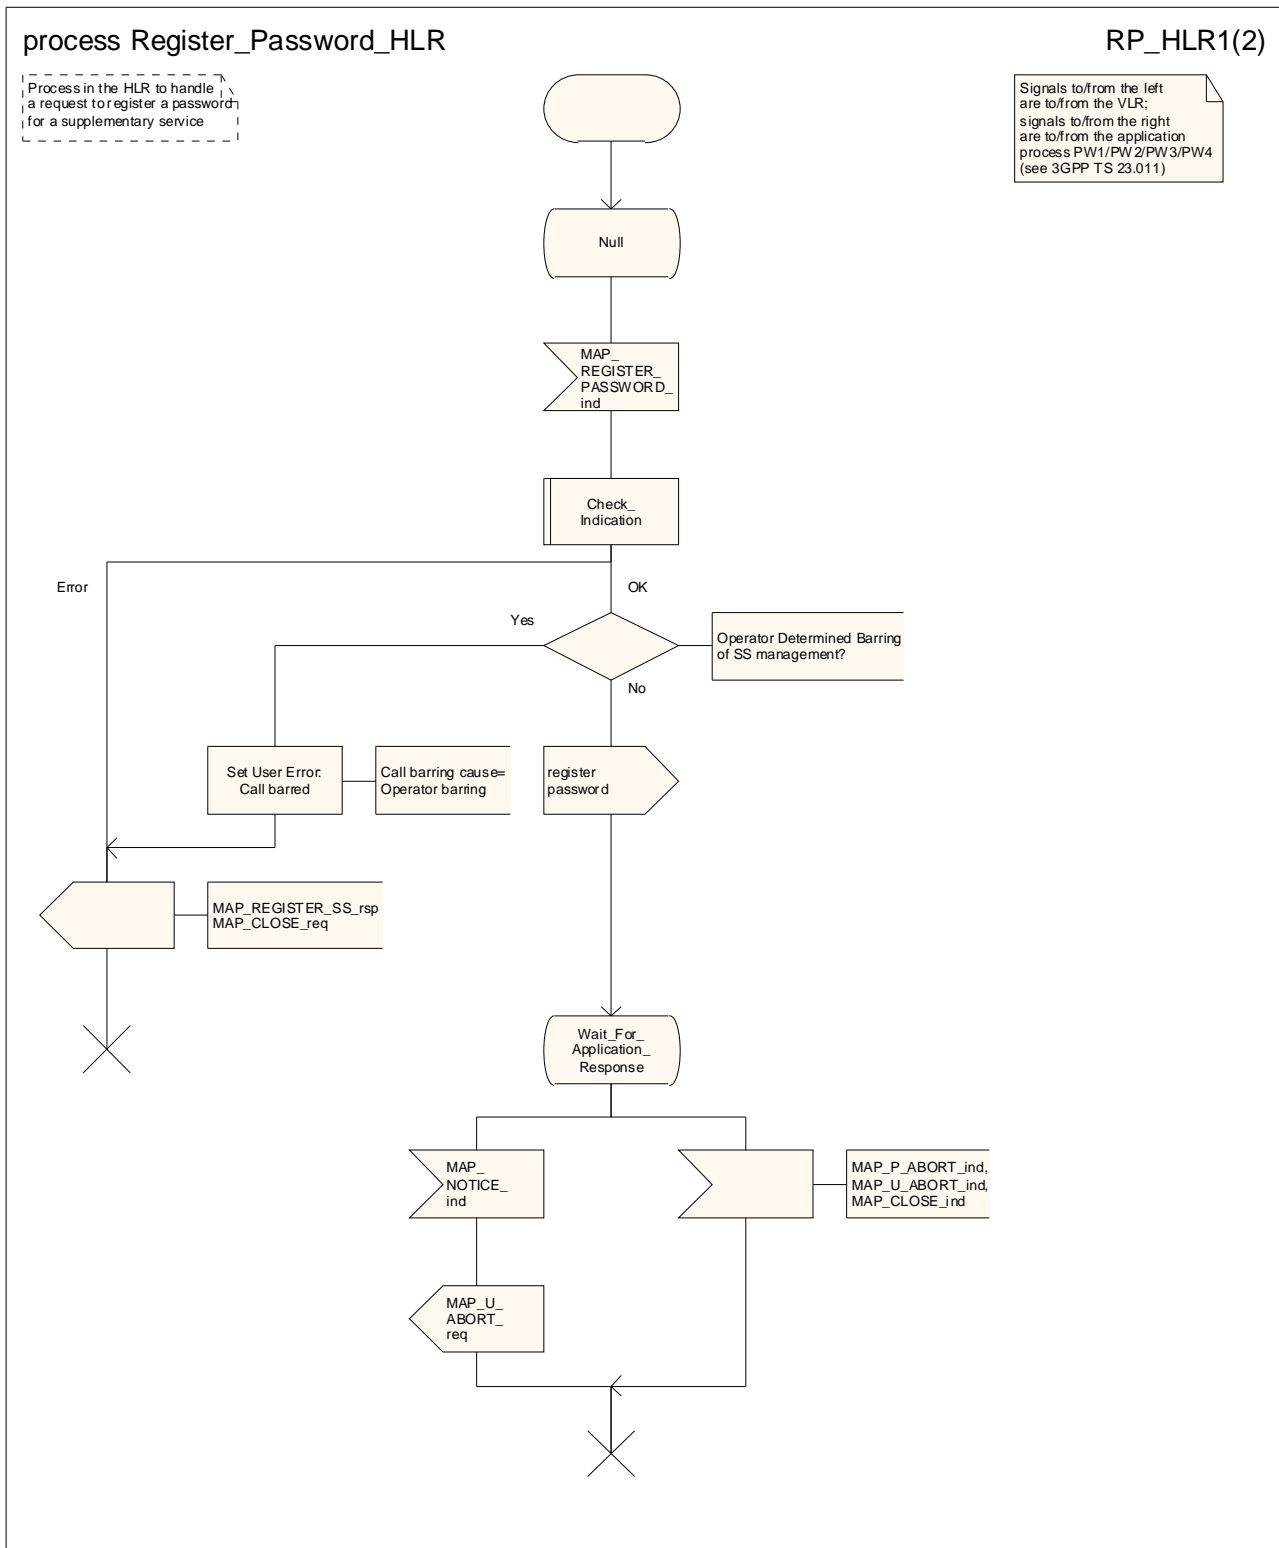 process Register_Password_HLR
RP_HLR1(2)
Process in the HLR to handle
a request to register a password
for a supplementary service
Signals to/from the left
are to/from the VLR;
signals to/from the right
are to/from the application
process PW1/PW2/PW3/PW4
(see 3GPP TS 23.011)
Null
MAP_
REGISTER_
PASSWORD_
ind
Check_
Indication
Error
OK
Yes
Operator Determined Barring
of SS management?
No
Set User Error:
Call barred
Call barring cause=
Operator barring
register
password
MAP_REGISTER_SS_rsp
MAP_CLOSE_req
Wait_For_
Application_
Response
MAP_
NOTICE_
ind
MAP_P_ABORT_ind,
MAP_U_ABORT_ind,
MAP_CLOSE_ind
MAP_U_
ABORT_
req